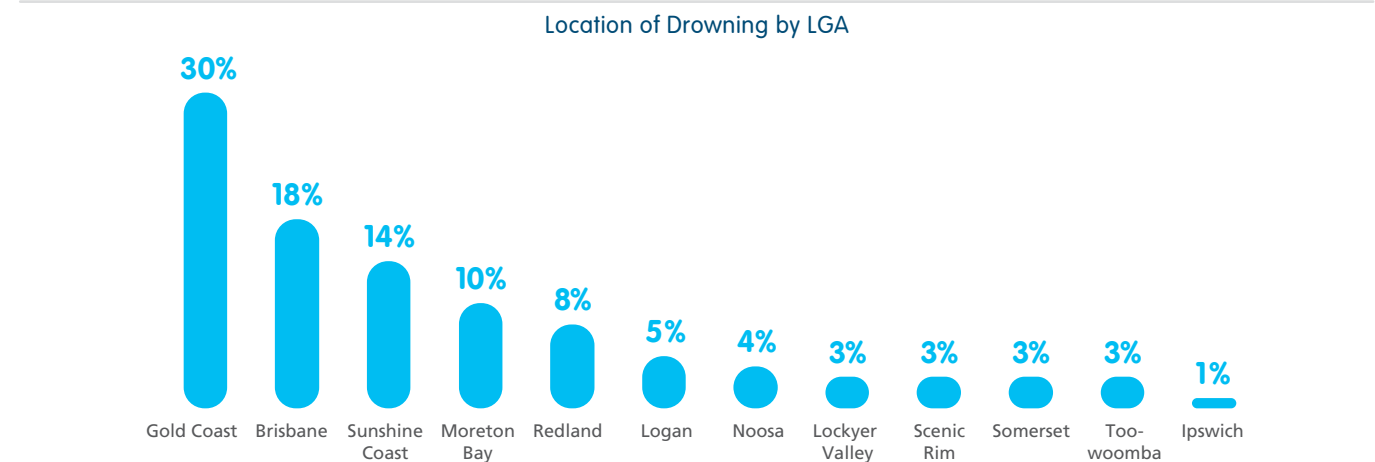 Location of Drowning by LGA
30%
18%
14%
10%
8%
5%
4%
3%
3%
3%
3%
1%
Gold Coast
Brisbane
Sunshine
Coast
Moreton
Bay
Redland
Logan
Noosa
Lockyer
Valley
Scenic
Rim
Somerset
Too-
woomba
Ipswich